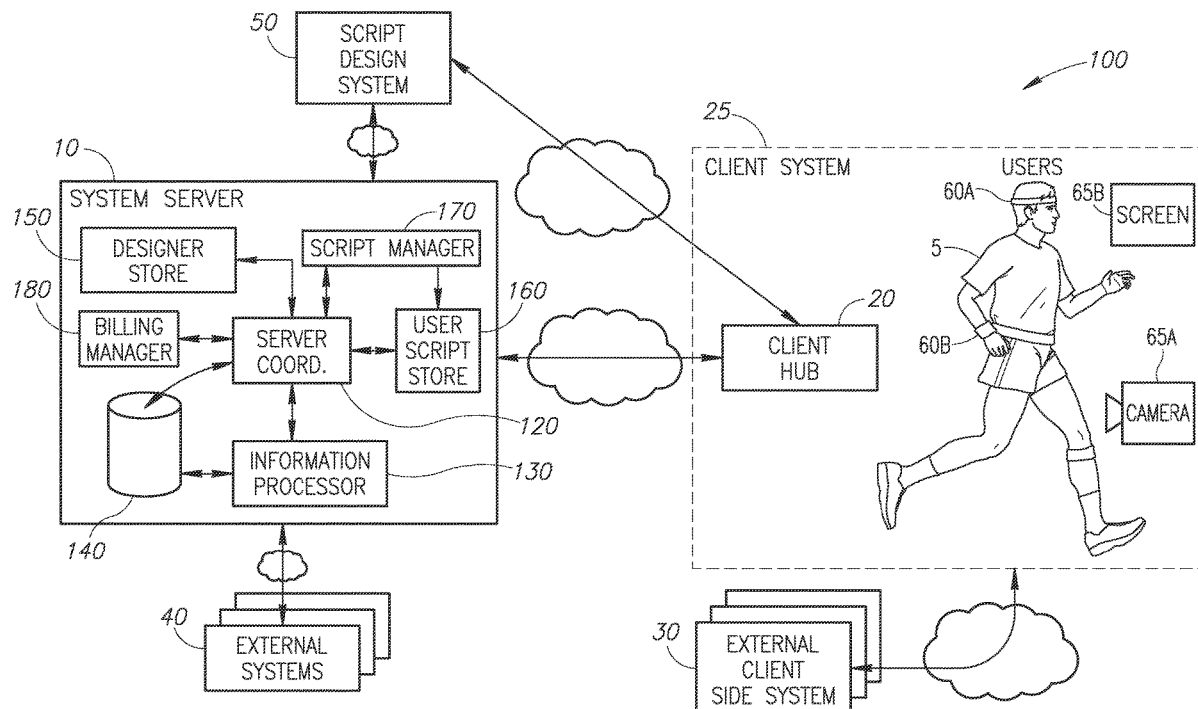 50
SCRIPT
DESIGN
SYSTEM
100
10
SYSTEM SERVER
150
DESIGNER
STORE
170
SCRIPT MANAGER
180
BILLING
MANAGER
SERVER
COORD.
160
USER
SCRIPT
STORE
120
INFORMATION
PROCESSOR
130
140
40
EXTERNAL
SYSTEMS
25
CLIENT SYSTEM
USERS
60A
65B
SCREEN
5
20
CLIENT
HUB
60B
65A
CAMERA
30
EXTERNAL
CLIENT
SIDE SYSTEM